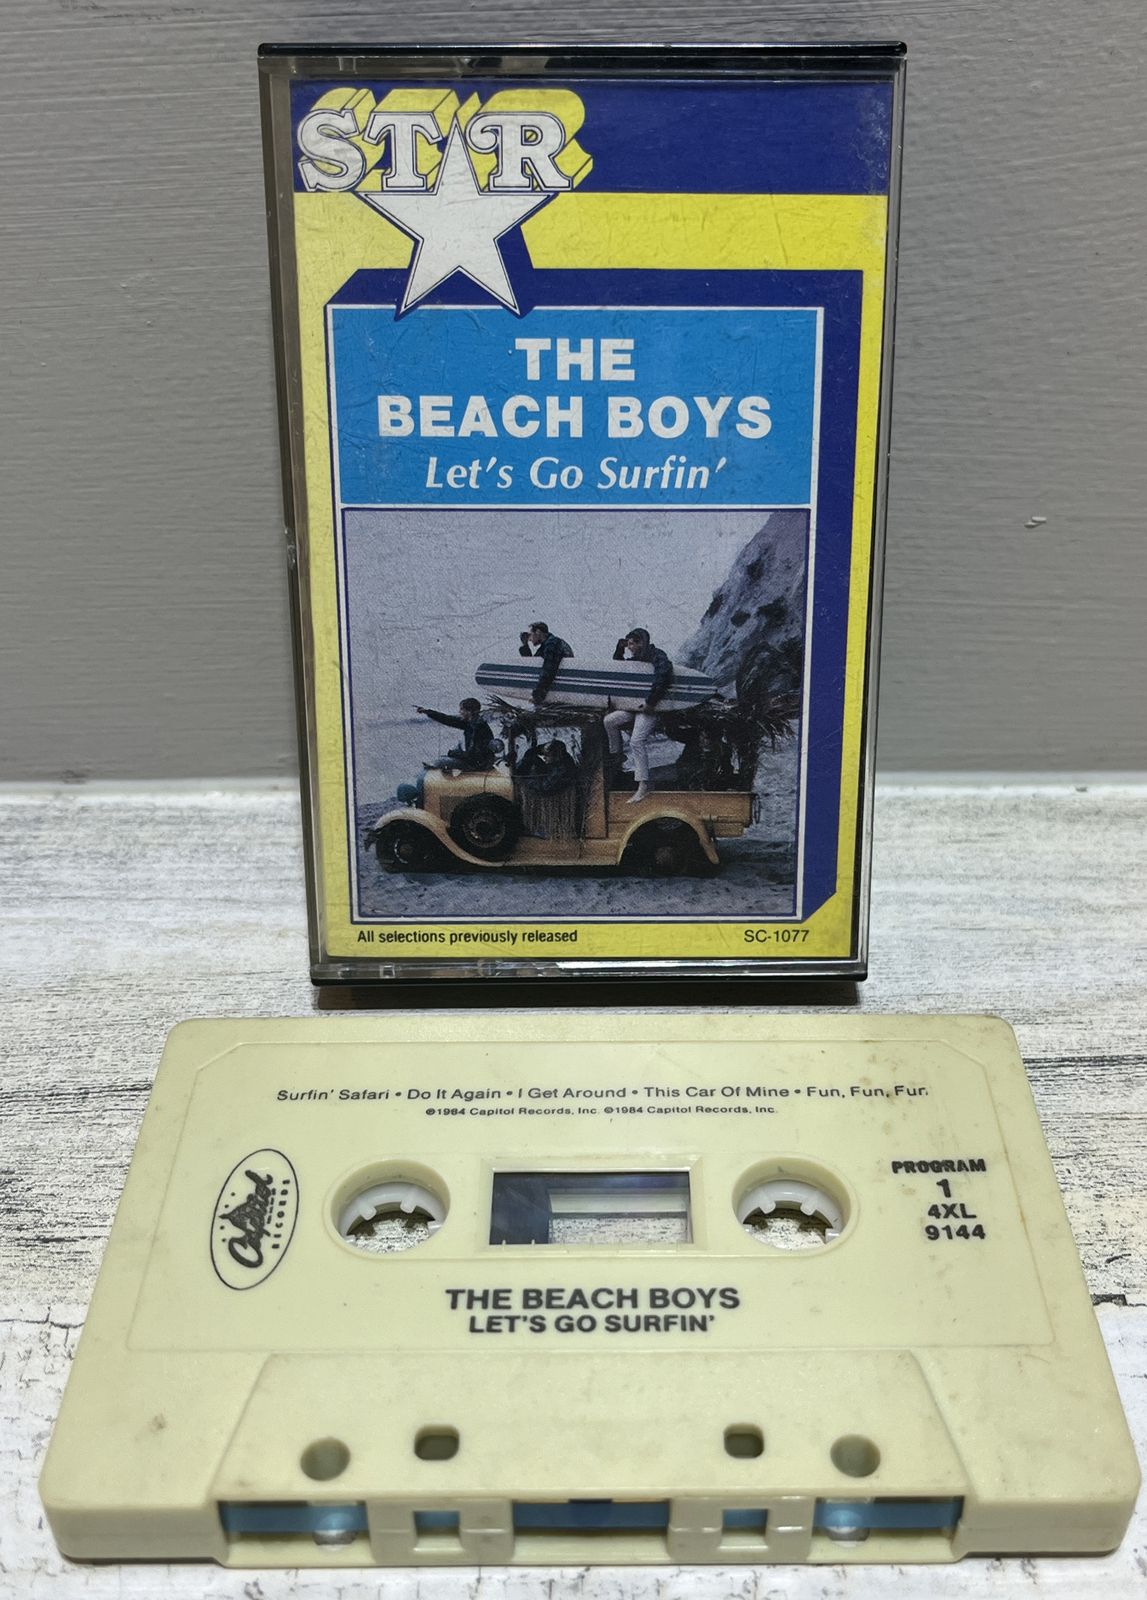 STAR
THE
BEACH BOYS
Let's Go Surfin'
All selections previously released
SC-1077
Surfin' Safari • Do It Again • I Get Around • This Car Of Mine • Fun, Fun, Fun
℗1984 Capitol Records, Inc. ©1984 Capitol Records, Inc.
Capitol
RECORDS
PROGRAM
1
4XL
9144
THE BEACH BOYS
LET'S GO SURFIN'